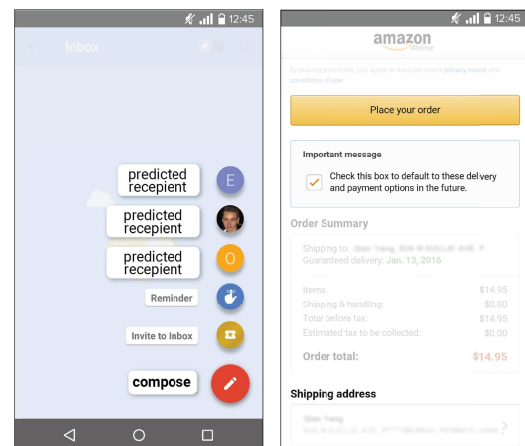 12:45
Inbox
predicted
recepient
E
predicted
recepient
predicted
recepient
O
Reminder
Invite to Inbox
compose
12:45
amazon
Prime
By placing your order, you agree to Amazon.com's privacy notice and
conditions of use.
Place your order
Important message
Check this box to default to these delivery
and payment options in the future.
Order Summary
Shipping to:
Guaranteed delivery: Jan. 13, 2016
Items: $14.95
Shipping & handling: $0.00
Total before tax: $14.95
Estimated tax to be collected: $0.00
Order total: $14.95
Shipping address